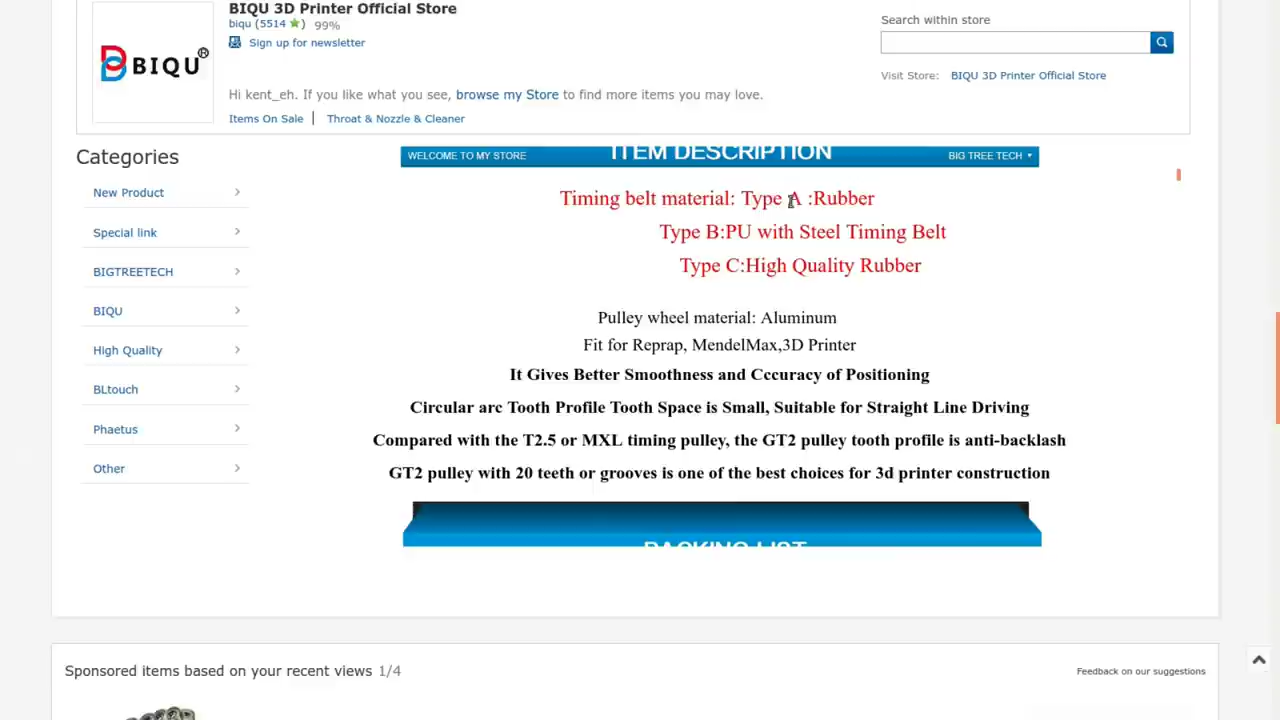 BIQU 3D Printer Official Store
biqu (5514 ) 99%
Sign up for newsletter
BIQU®
Hi kent_eh. If you like what you see, browse my Store to find more items you may love.
Items On Sale | Throat & Nozzle & Cleaner
Search within store
Visit Store: BIQU 3D Printer Official Store
Categories
New Product
Special link
BIGTREETECH
BIQU
High Quality
BLtouch
Phaetus
Other
WELCOME TO MY STORE
ITEM DESCRIPTION
BIG TREE TECH
Timing belt material: Type A :Rubber
Type B:PU with Steel Timing Belt
Type C:High Quality Rubber
Pulley wheel material: Aluminum
Fit for Reprap, MendelMax,3D Printer
It Gives Better Smoothness and Cccuracy of Positioning
Circular arc Tooth Profile Tooth Space is Small, Suitable for Straight Line Driving
Compared with the T2.5 or MXL timing pulley, the GT2 pulley tooth profile is anti-backlash
GT2 pulley with 20 teeth or grooves is one of the best choices for 3d printer construction
PACKING LIST
Sponsored items based on your recent views 1/4
Feedback on our suggestions